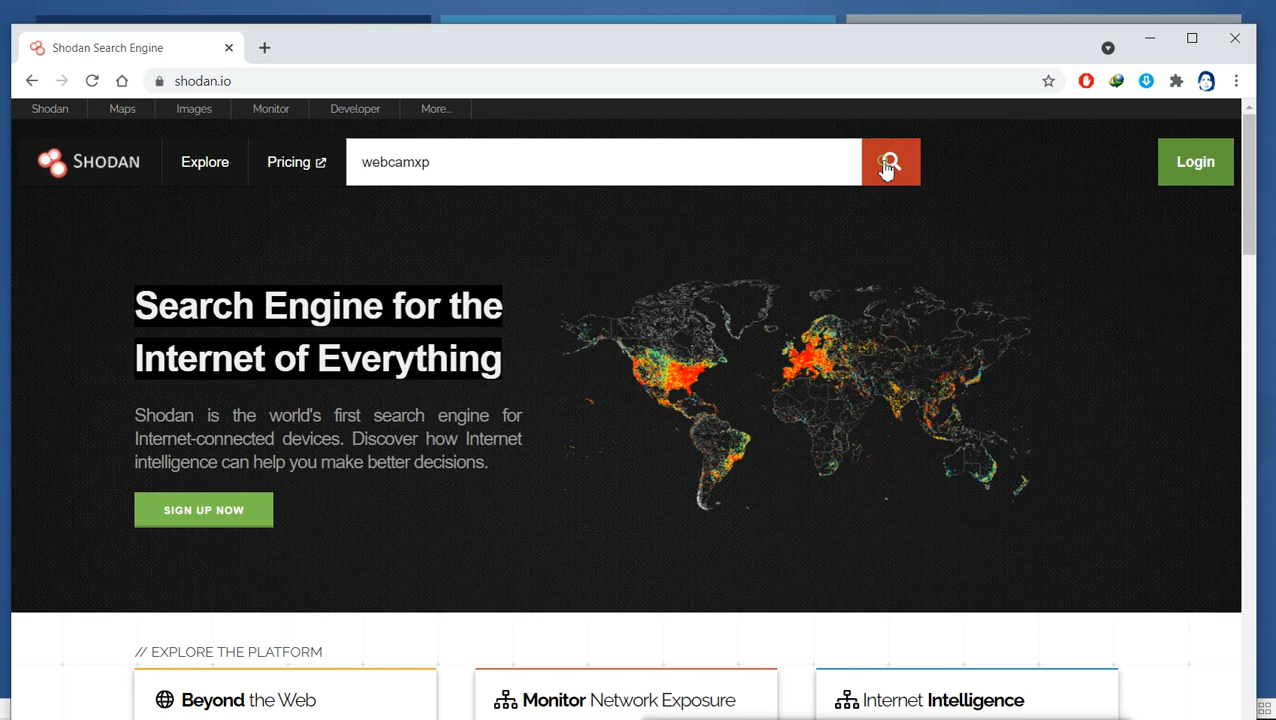 Shodan Search Engine
shodan.io
Shodan Maps Images Monitor Developer More...
SHODAN Explore Pricing webcamxp Login
Search Engine for the
Internet of Everything
Shodan is the world's first search engine for
Internet-connected devices. Discover how Internet
intelligence can help you make better decisions.
SIGN UP NOW
// EXPLORE THE PLATFORM
Beyond the Web Monitor Network Exposure Internet Intelligence